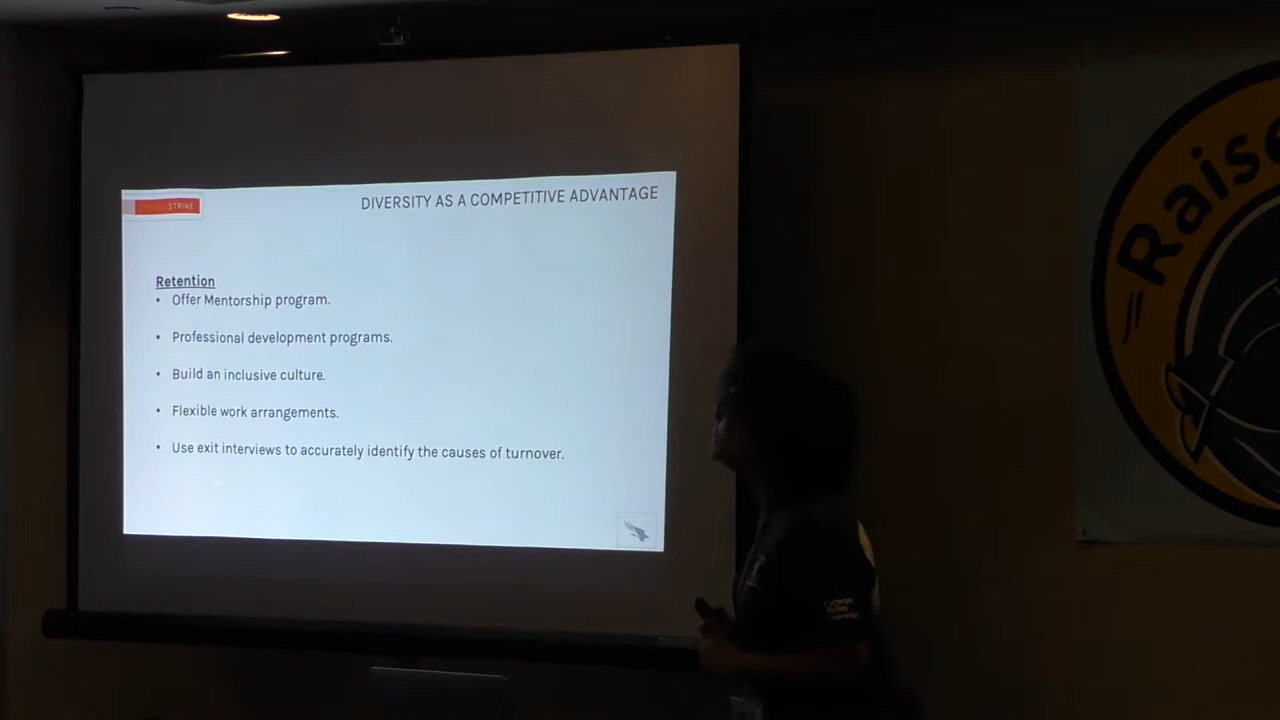 STRIKE
DIVERSITY AS A COMPETITIVE ADVANTAGE
Retention
• Offer Mentorship program.
• Professional development programs.
• Build an inclusive culture.
• Flexible work arrangements.
• Use exit interviews to accurately identify the causes of turnover.
Raise